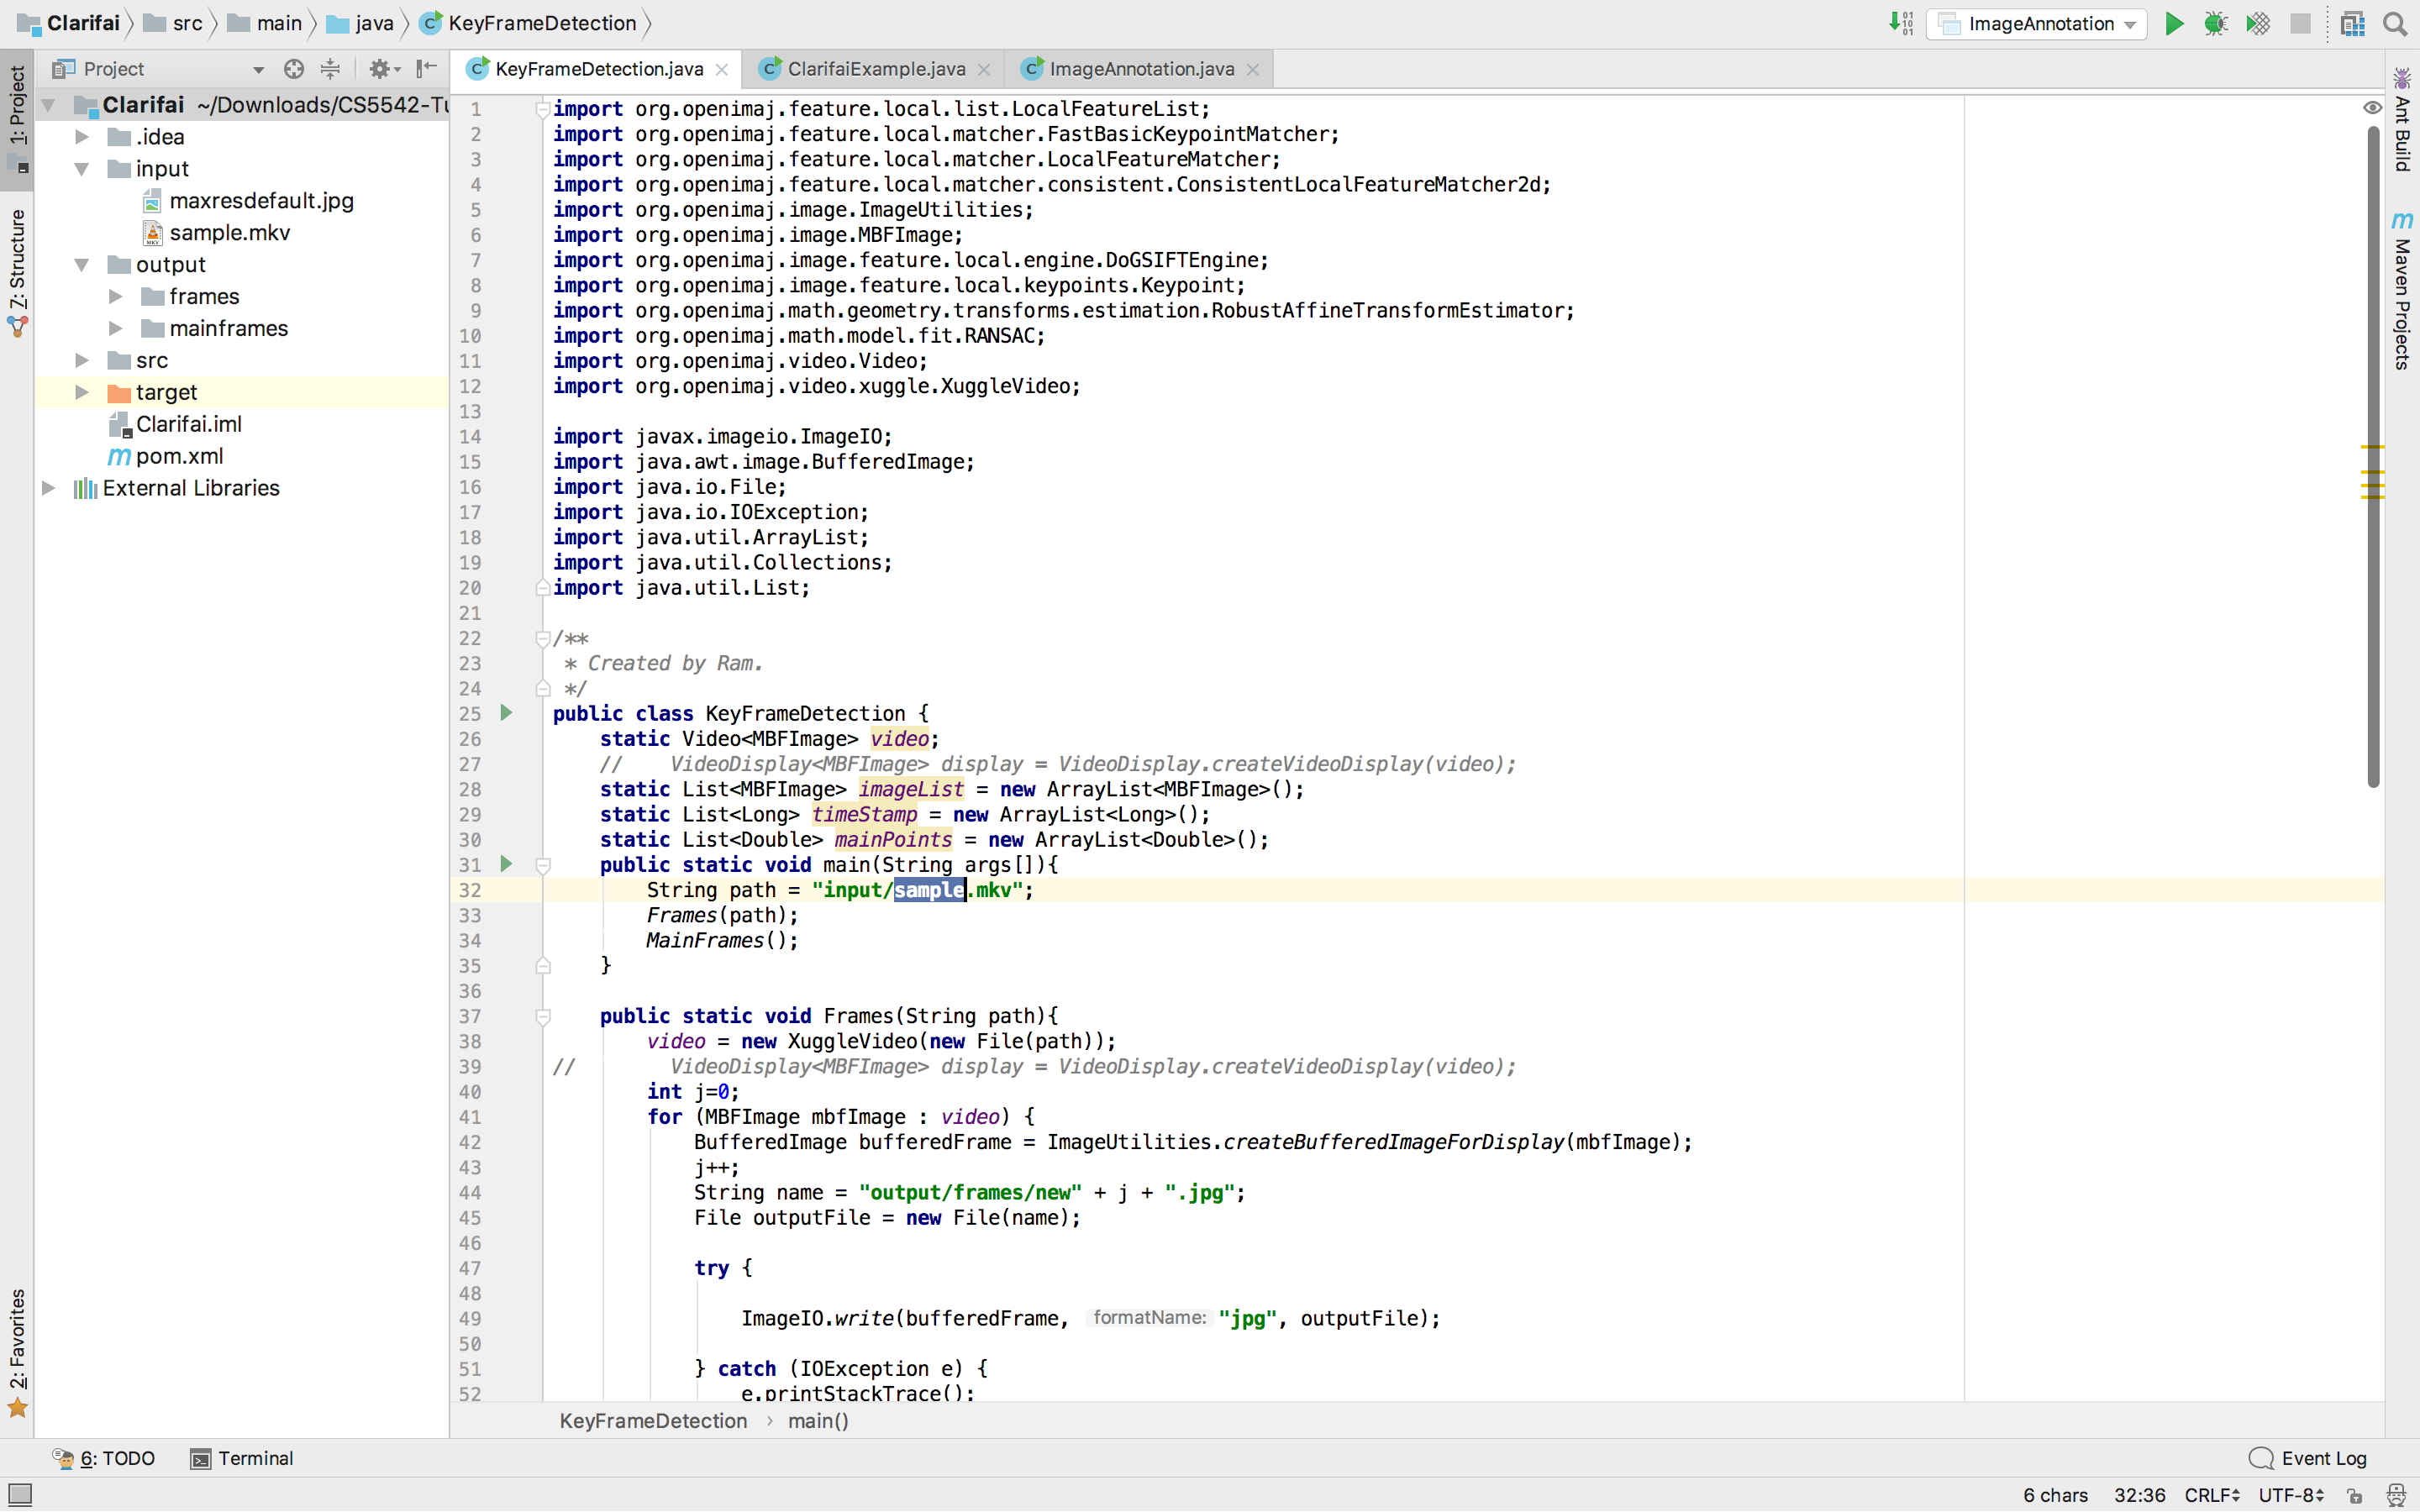 Clarifai src main java KeyFrameDetection
ImageAnnotation
1: Project
7: Structure
2: Favorites
Project
Clarifai ~/Downloads/CS5542-Tu
.idea
input
maxresdefault.jpg
sample.mkv
output
frames
mainframes
src
target
Clarifai.iml
pom.xml
External Libraries
KeyFrameDetection.java ClarifaiExample.java ImageAnnotation.java
1 import org.openimaj.feature.local.list.LocalFeatureList;
2 import org.openimaj.feature.local.matcher.FastBasicKeypointMatcher;
3 import org.openimaj.feature.local.matcher.LocalFeatureMatcher;
4 import org.openimaj.feature.local.matcher.consistent.ConsistentLocalFeatureMatcher2d;
5 import org.openimaj.image.ImageUtilities;
6 import org.openimaj.image.MBFImage;
7 import org.openimaj.image.feature.local.engine.DoGSIFTEngine;
8 import org.openimaj.image.feature.local.keypoints.Keypoint;
9 import org.openimaj.math.geometry.transforms.estimation.RobustAffineTransformEstimator;
10 import org.openimaj.math.model.fit.RANSAC;
11 import org.openimaj.video.Video;
12 import org.openimaj.video.xuggle.XuggleVideo;
13
14 import javax.imageio.ImageIO;
15 import java.awt.image.BufferedImage;
16 import java.io.File;
17 import java.io.IOException;
18 import java.util.ArrayList;
19 import java.util.Collections;
20 import java.util.List;
21
22 /**
23 * Created by Ram.
24 */
25 public class KeyFrameDetection {
26 static Video<MBFImage> video;
27 // VideoDisplay<MBFImage> display = VideoDisplay.createVideoDisplay(video);
28 static List<MBFImage> imageList = new ArrayList<MBFImage>();
29 static List<Long> timeStamp = new ArrayList<Long>();
30 static List<Double> mainPoints = new ArrayList<Double>();
31 public static void main(String args[]){
32 String path = "input/sample.mkv";
33 Frames(path);
34 MainFrames();
35 }
36
37 public static void Frames(String path){
38 video = new XuggleVideo(new File(path));
39 // VideoDisplay<MBFImage> display = VideoDisplay.createVideoDisplay(video);
40 int j=0;
41 for (MBFImage mbfImage : video) {
42 BufferedImage bufferedFrame = ImageUtilities.createBufferedImageForDisplay(mbfImage);
43 j++;
44 String name = "output/frames/new" + j + ".jpg";
45 File outputFile = new File(name);
46
47 try {
48
49 ImageIO.write(bufferedFrame, formatName: "jpg", outputFile);
50
51 } catch (IOException e) {
52 e.printStackTrace();
KeyFrameDetection › main()
Ant Build
Maven Projects
6: TODO Terminal Event Log
6 chars 32:36 CRLF UTF-8